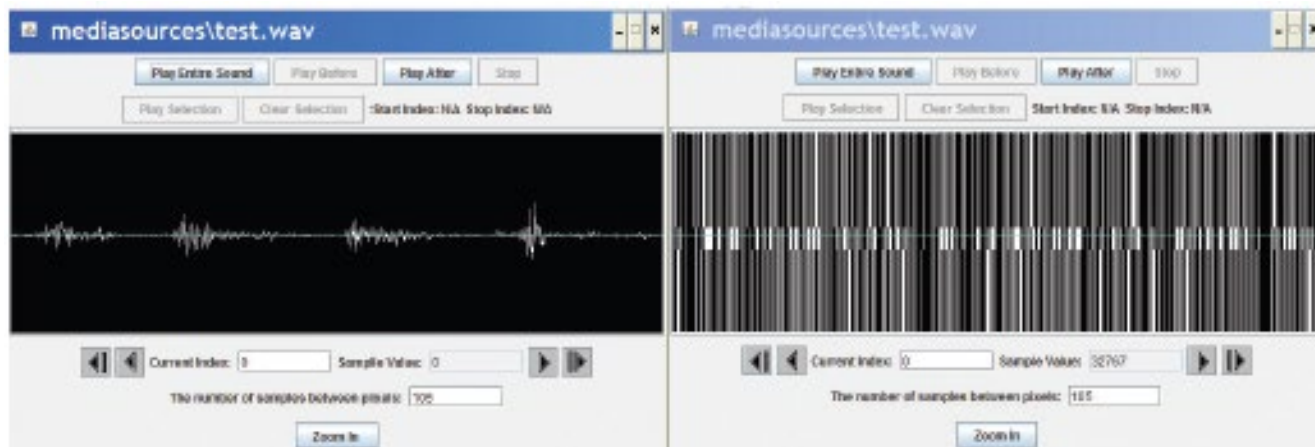 mediasources\test.wav
Play Entire Sound Play Before Play After Stop
Play Selection Clear Selection Start Index: N/A Stop Index: N/A
Current Index: 0 Sample Value: 0
The number of samples between pixels:
Zoom In
mediasources\test.wav
Play Entire Sound Play Before Play After Stop
Play Selection Clear Selection Start Index: N/A Stop Index: N/A
Current Index: 0 Sample Value: 32767
The number of samples between pixels:
Zoom In